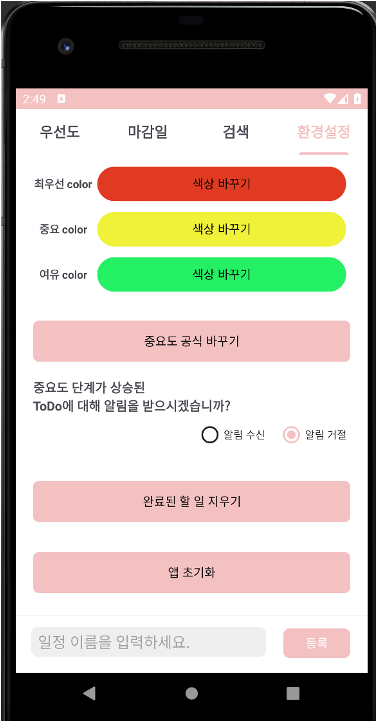 2:49
우선도 마감일 검색 환경설정
최우선 color 색상 바꾸기
중요 color 색상 바꾸기
여유 color 색상 바꾸기
중요도 공식 바꾸기
중요도 단계가 상승된
ToDo에 대해 알림을 받으시겠습니까?
알림 수신 알림 거절
완료된 할 일 지우기
앱 초기화
일정 이름을 입력하세요. 등록